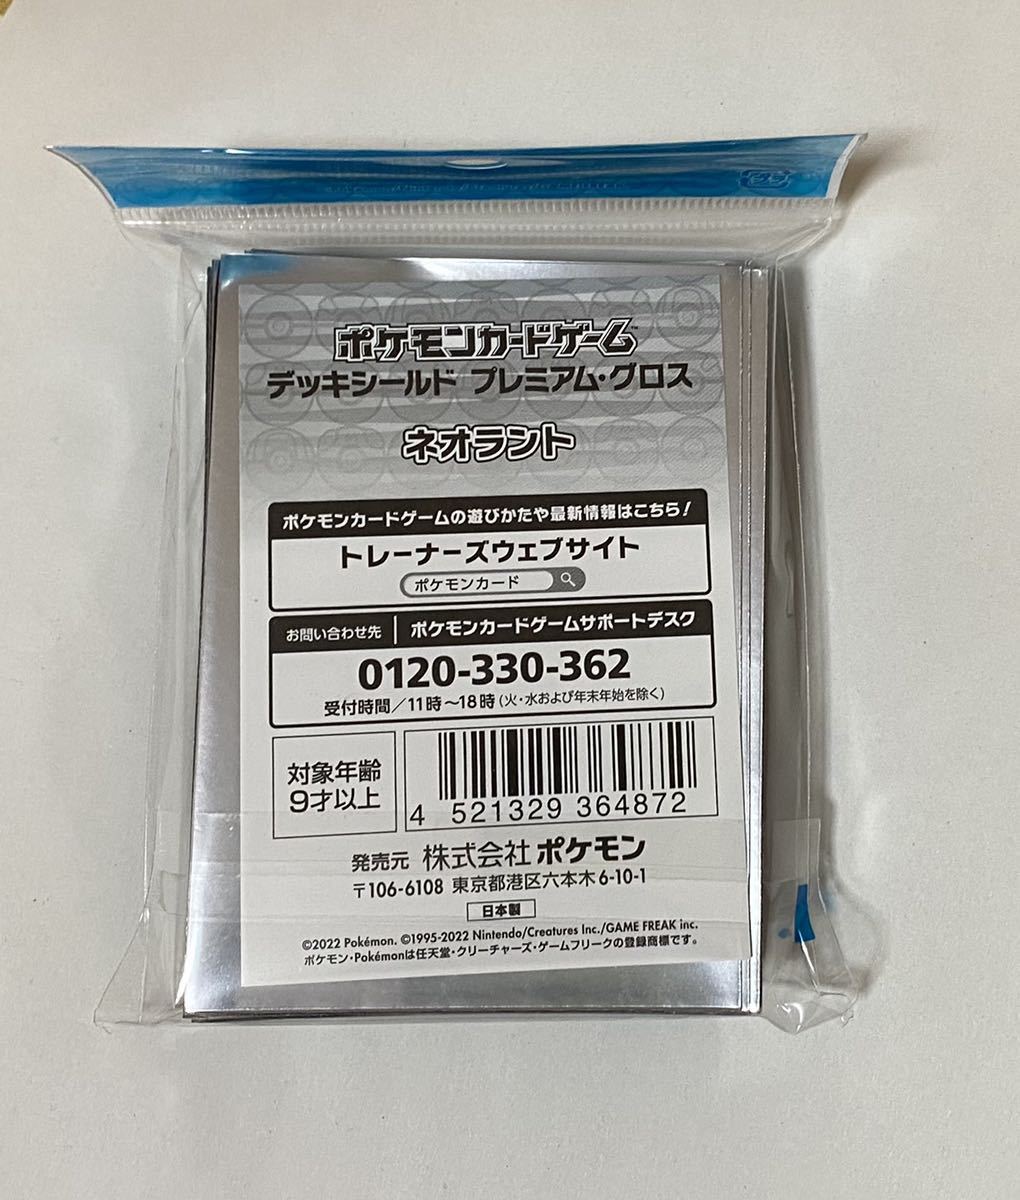 プラ
ポケモンカードゲーム™
デッキシールド プレミアム・グロス
ネオラント
ポケモンカードゲームの遊びかたや最新情報はこちら!
トレーナーズウェブサイト
ポケモンカード
お問い合わせ先 ポケモンカードゲームサポートデスク
0120-330-362
受付時間/11時~18時(火・水および年末年始を除く)
対象年齢
9才以上
4 521329 364872
発売元 株式会社 ポケモン
〒106-6108 東京都港区六本木6-10-1
日本製
©2022 Pokémon. ©1995-2022 Nintendo/Creatures Inc./GAME FREAK inc.
ポケモン・Pokémonは任天堂・クリーチャーズ・ゲームフリークの登録商標です。